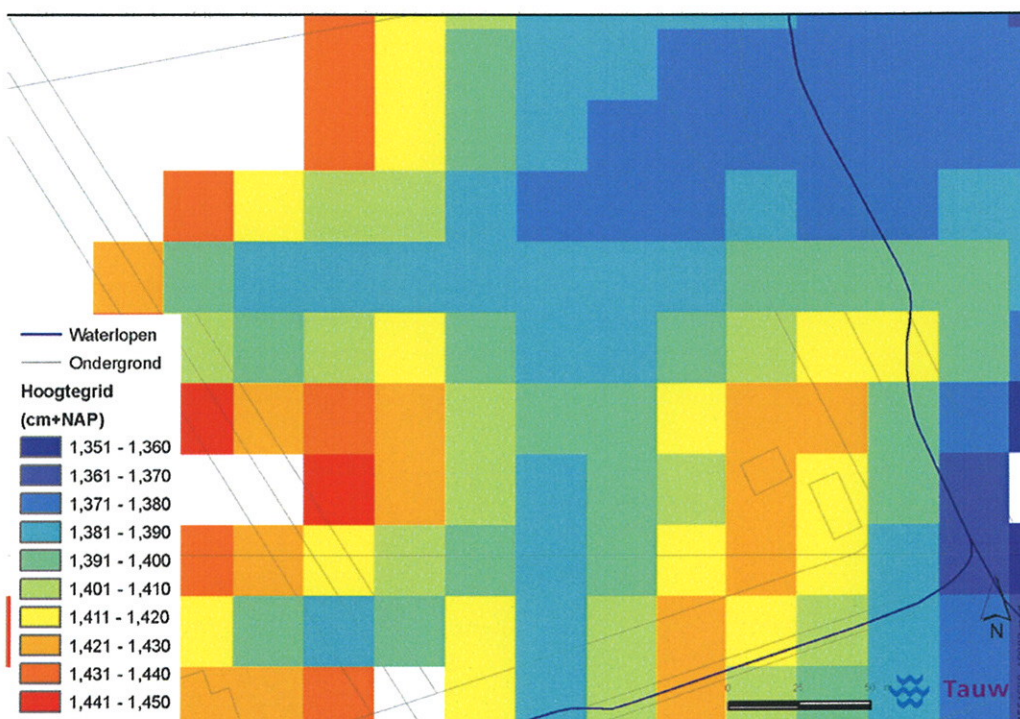 Waterlopen
Ondergrond
Hoogtegrid
(cm+NAP)
1,351 - 1,360
1,361 - 1,370
1,371 - 1,380
1,381 - 1,390
1,391 - 1,400
1,401 - 1,410
1,411 - 1,420
1,421 - 1,430
1,431 - 1,440
1,441 - 1,450
N
0 25
Tauw